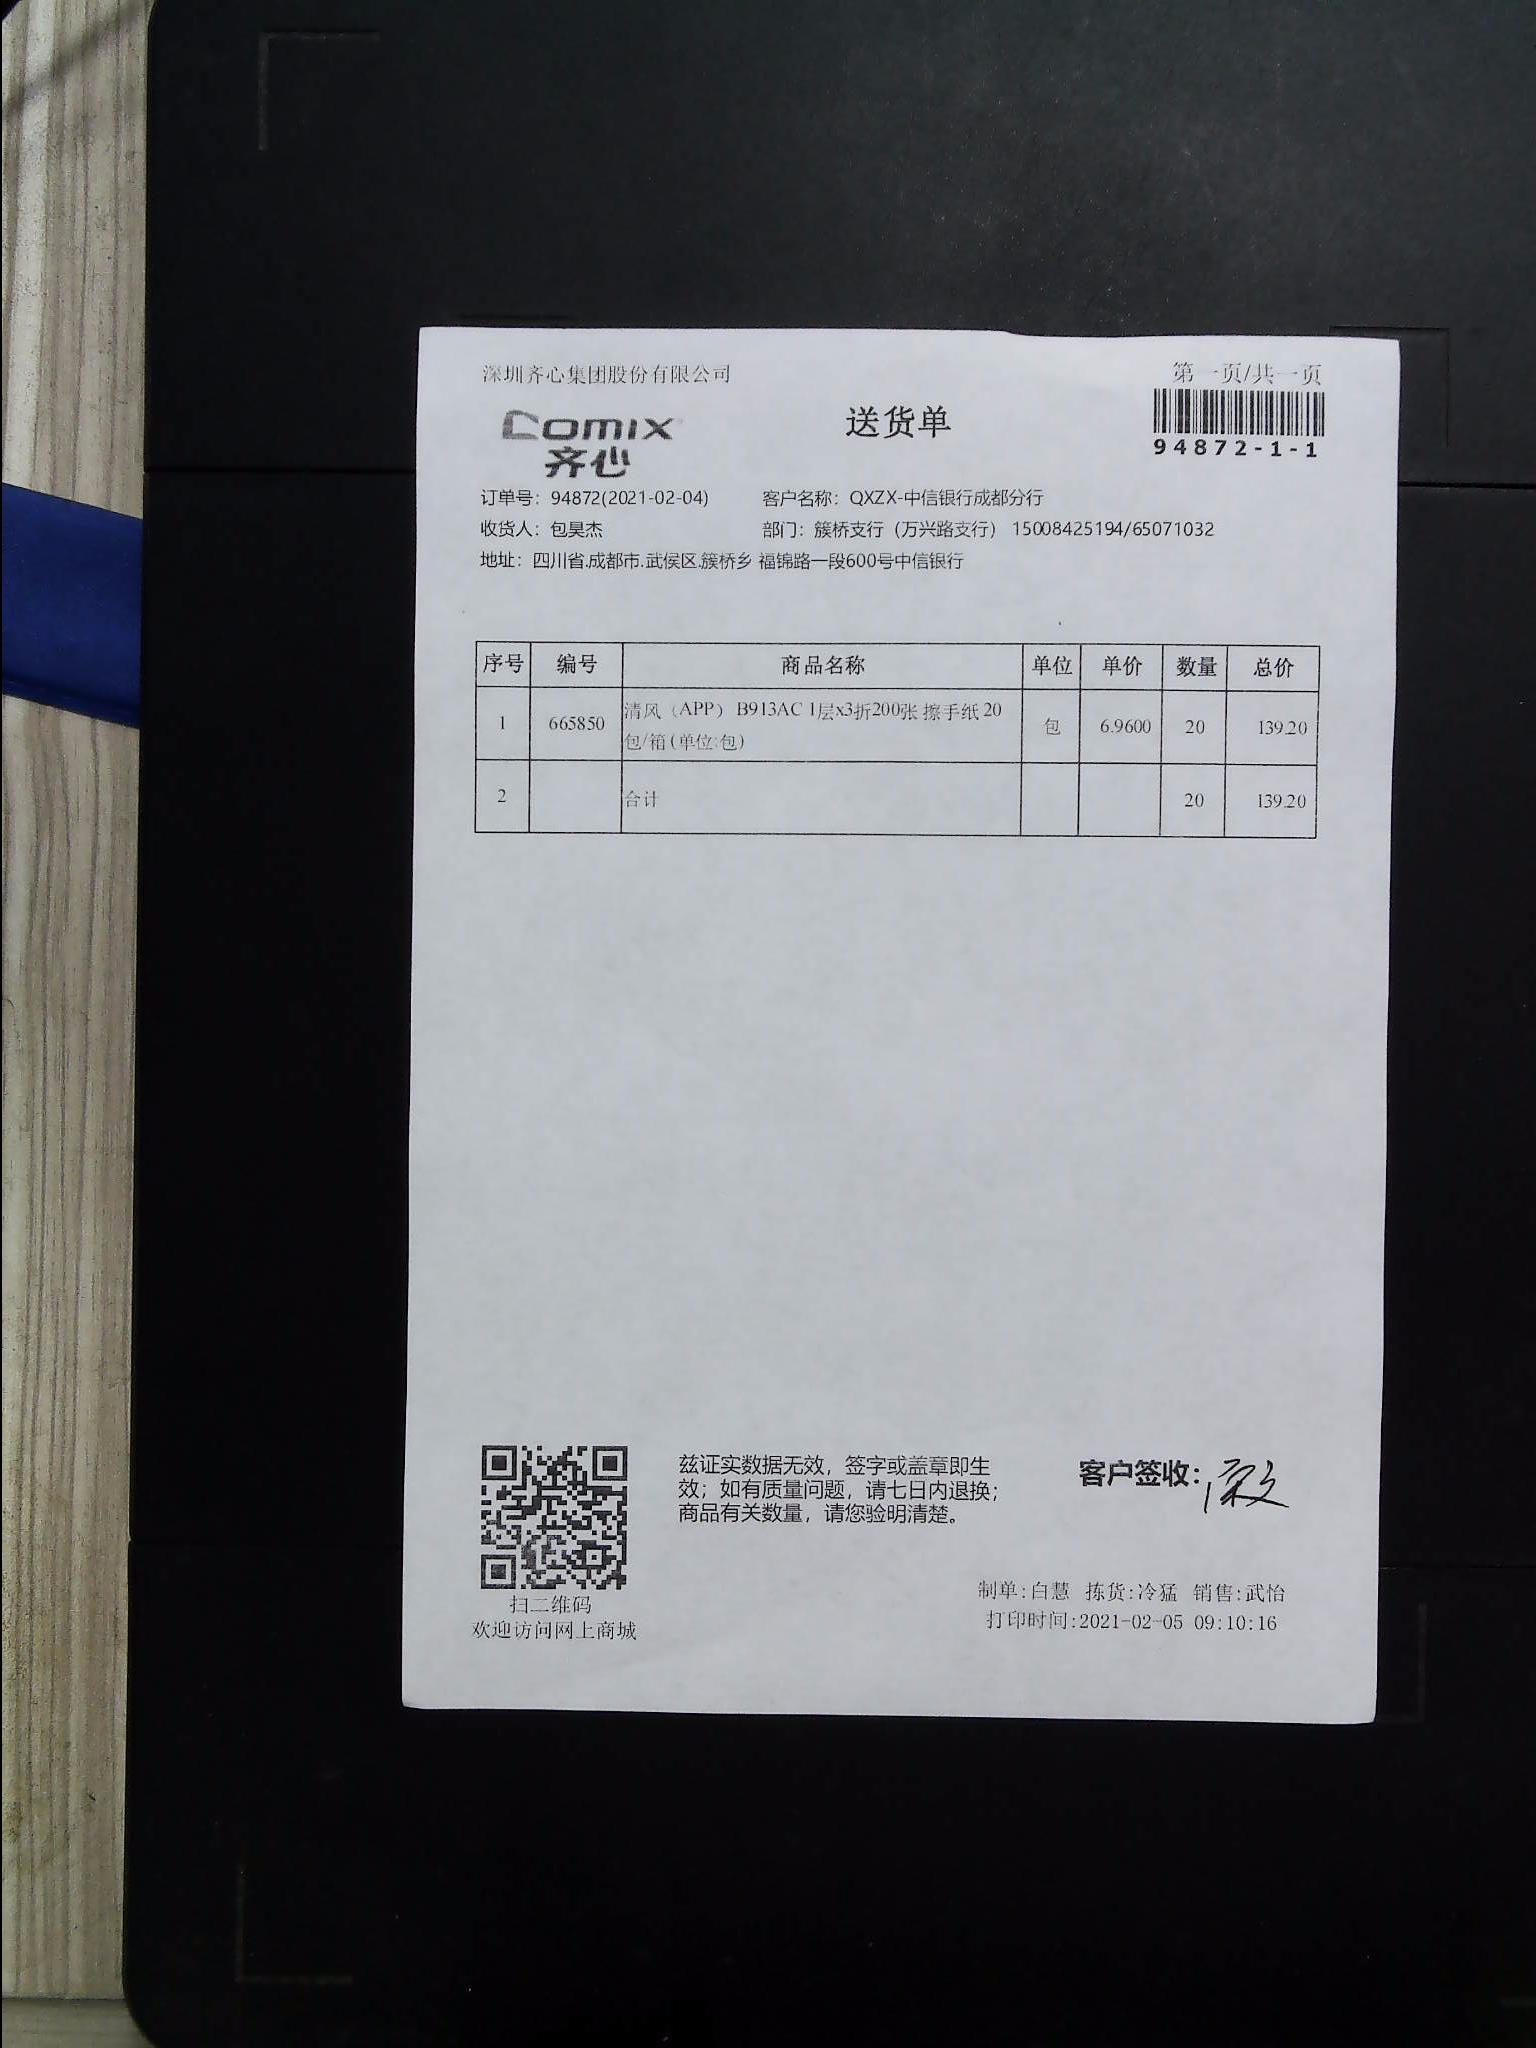 深圳齐心集团股份有限公司
第一页/共一页
Comix
齐心
送货单
94872-1-1
订单号：94872(2021-02-04) 客户名称：QXZX-中信银行成都分行
收货人：包昊杰 部门：簇桥支行（万兴路支行） 15008425194/65071032
地址：四川省.成都市.武侯区.簇桥乡 福锦路一段600号中信银行
序号 编号 商品名称 单位 单价 数量 总价
1 665850 清风（APP）B913AC 1层x3折200张 擦手纸 20
包/箱(单位:包) 包 6.9600 20 139.20
2 合计 20 139.20
兹证实数据无效，签字或盖章即生
效；如有质量问题，请七日内退换；
商品有关数量，请您验明清楚。
客户签收：
扫二维码
欢迎访问网上商城
制单:白慧 拣货:冷猛 销售:武怡
打印时间:2021-02-05 09:10:16